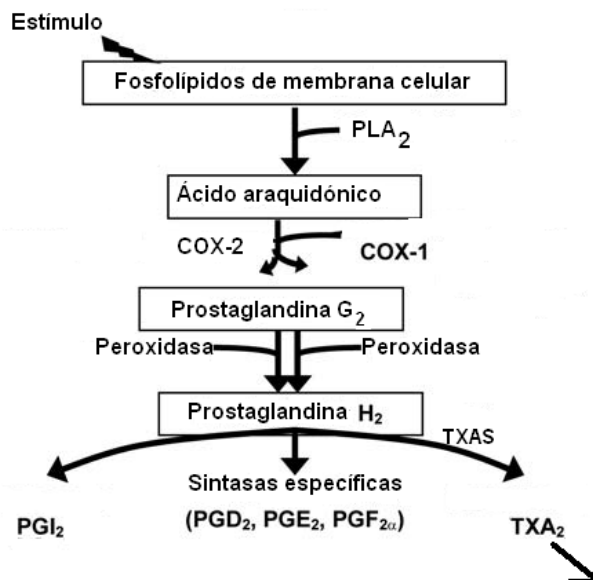 Estímulo
Fosfolípidos de membrana celular
PLA₂
Ácido araquidónico
COX-2
COX-1
Prostaglandina G₂
Peroxidasa
Peroxidasa
Prostaglandina H₂
TXAS
Sintasas específicas
PGI₂
(PGD₂, PGE₂, PGF₂α)
TXA₂